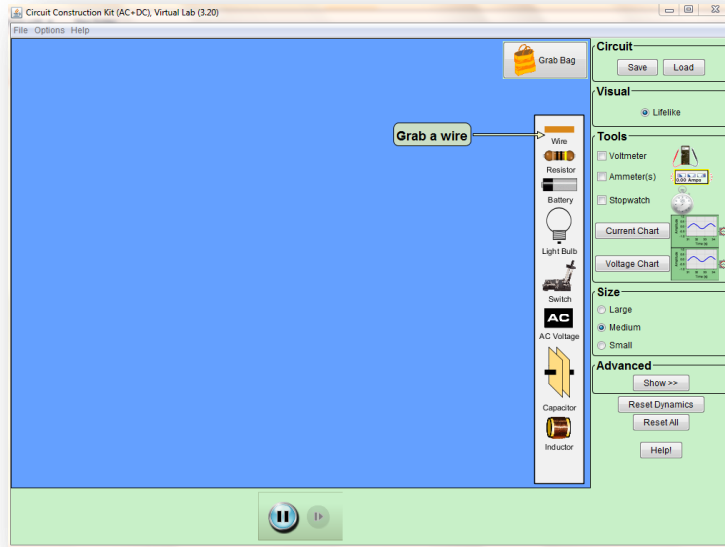 Circuit Construction Kit (AC+DC), Virtual Lab (3.20)
File Options Help
Grab Bag
Grab a wire
Wire
Resistor
Battery
Light Bulb
Switch
AC
AC Voltage
Capacitor
Inductor
Circuit
Save Load
Visual
Lifelike
Tools
Voltmeter
Ammeter(s)
0.00 Amps
Stopwatch
Current Chart
Voltage Chart
Size
Large
Medium
Small
Advanced
Show >>
Reset Dynamics
Reset All
Help!